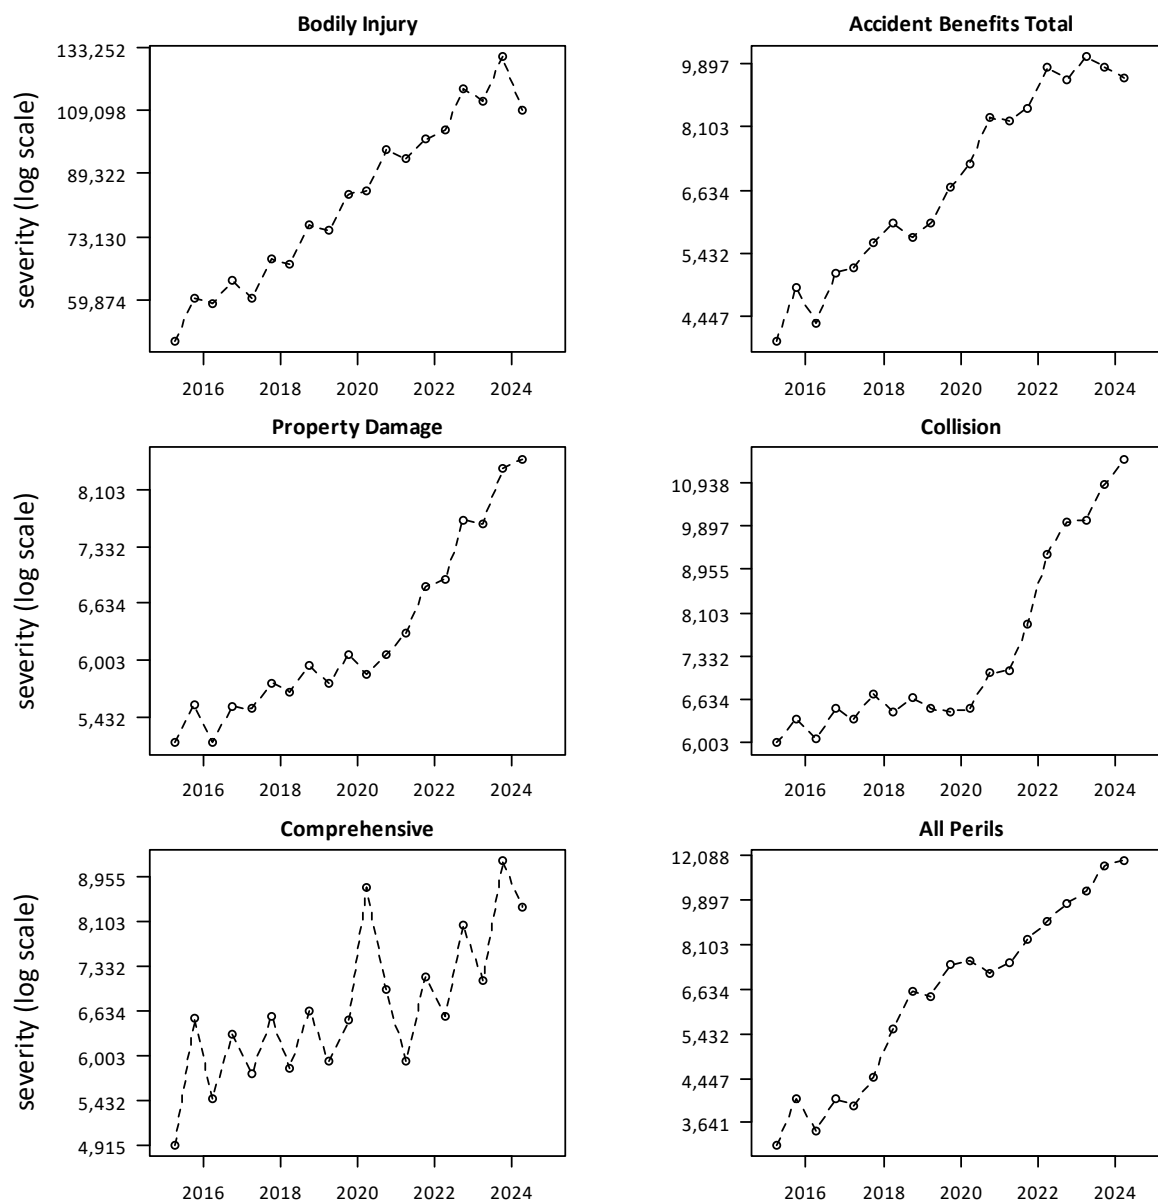 Bodily Injury
severity (log scale)
133,252
109,098
89,322
73,130
59,874
2016 2018 2020 2022 2024
Accident Benefits Total
9,897
8,103
6,634
5,432
4,447
2016 2018 2020 2022 2024
Property Damage
severity (log scale)
8,103
7,332
6,634
6,003
5,432
2016 2018 2020 2022 2024
Collision
10,938
9,897
8,955
8,103
7,332
6,634
6,003
2016 2018 2020 2022 2024
Comprehensive
severity (log scale)
8,955
8,103
7,332
6,634
6,003
5,432
4,915
2016 2018 2020 2022 2024
All Perils
12,088
9,897
8,103
6,634
5,432
4,447
3,641
2016 2018 2020 2022 2024